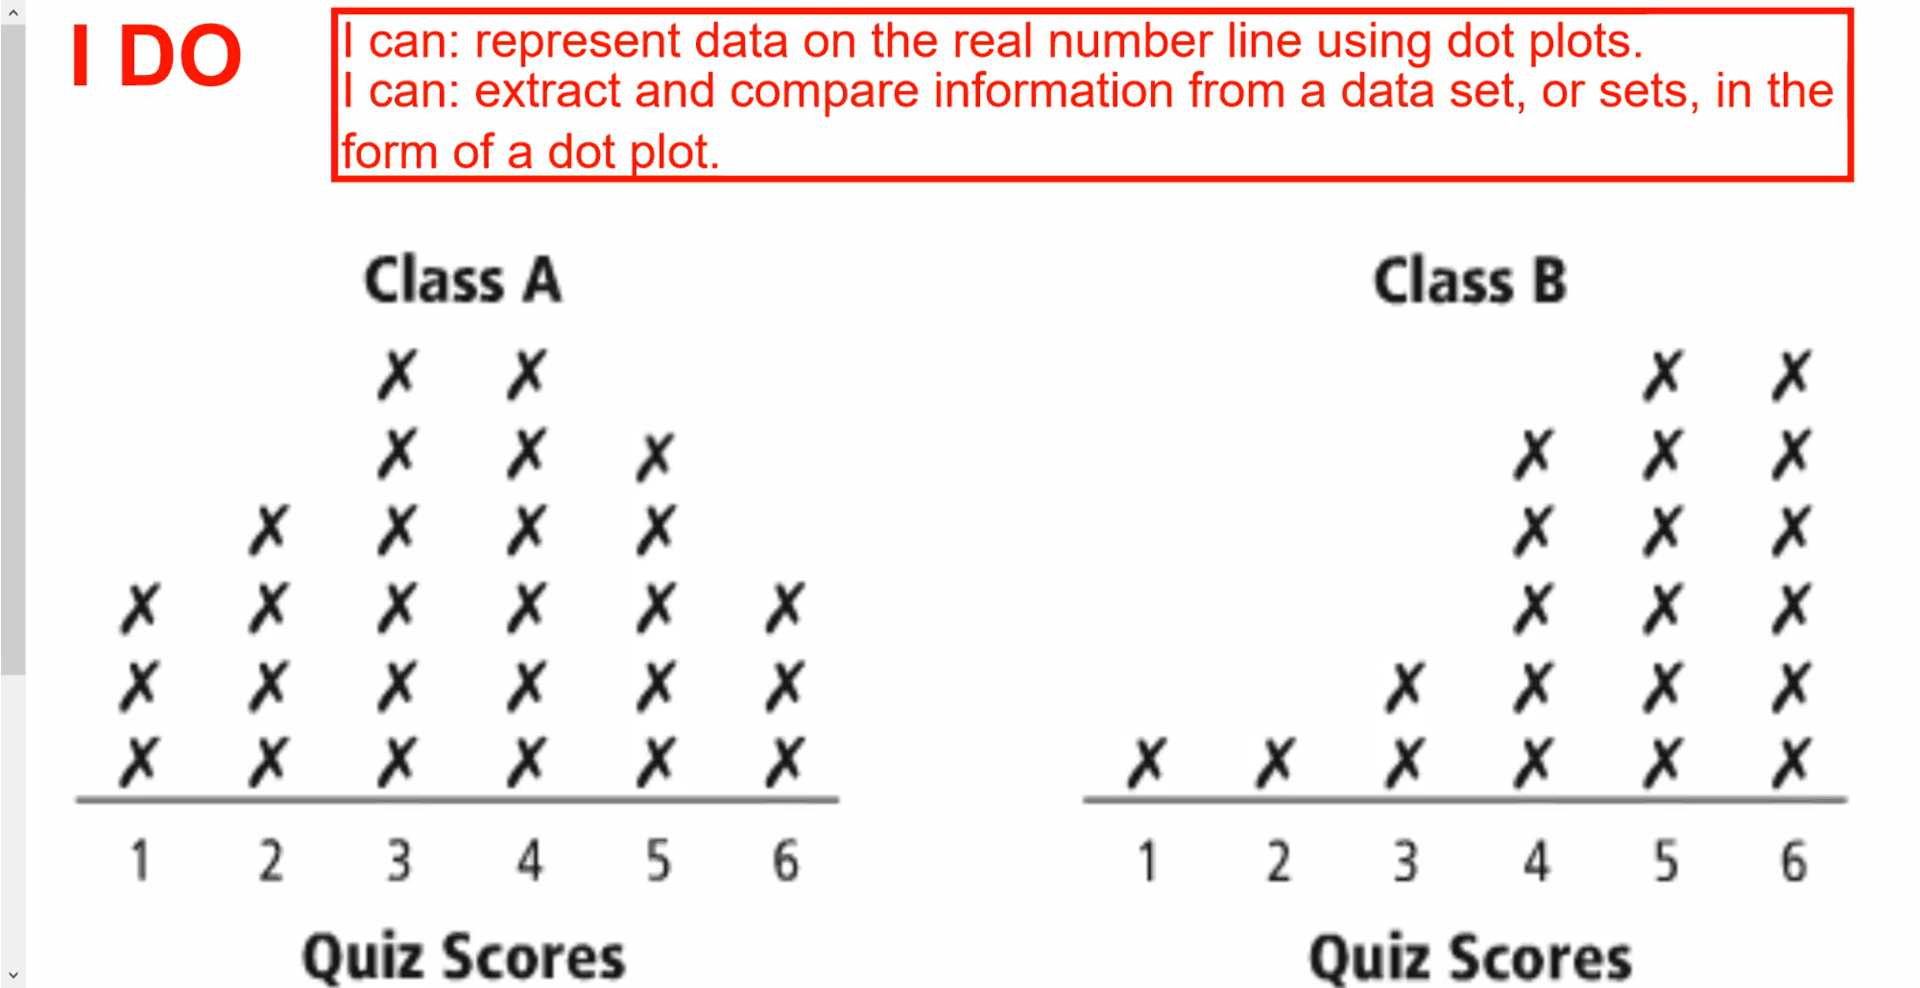 I DO
I can: represent data on the real number line using dot plots.
I can: extract and compare information from a data set, or sets, in the
form of a dot plot.
Class A
Class B
1 2 3 4 5 6
1 2 3 4 5 6
Quiz Scores
Quiz Scores